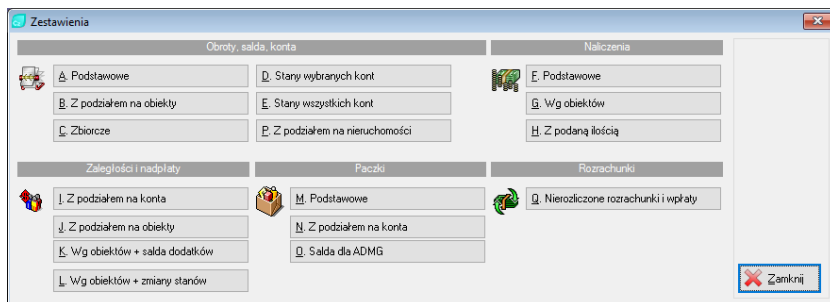 Zestawienia
Obroty, salda, konta
Naliczenia
A. Podstawowe
D. Stany wybranych kont
F. Podstawowe
B. Z podziałem na obiekty
E. Stany wszystkich kont
G. Wg obiektów
C. Zbiorcze
P. Z podziałem na nieruchomości
H. Z podaną ilością
Zaległości i nadpłaty
Paczki
Rozrachunki
I. Z podziałem na konta
M. Podstawowe
Q. Nierozliczone rozrachunki i wpłaty
J. Z podziałem na obiekty
N. Z podziałem na konta
K. Wg obiektów + salda dodatków
O. Salda dla ADMG
L. Wg obiektów + zmiany stanów
Zamknij